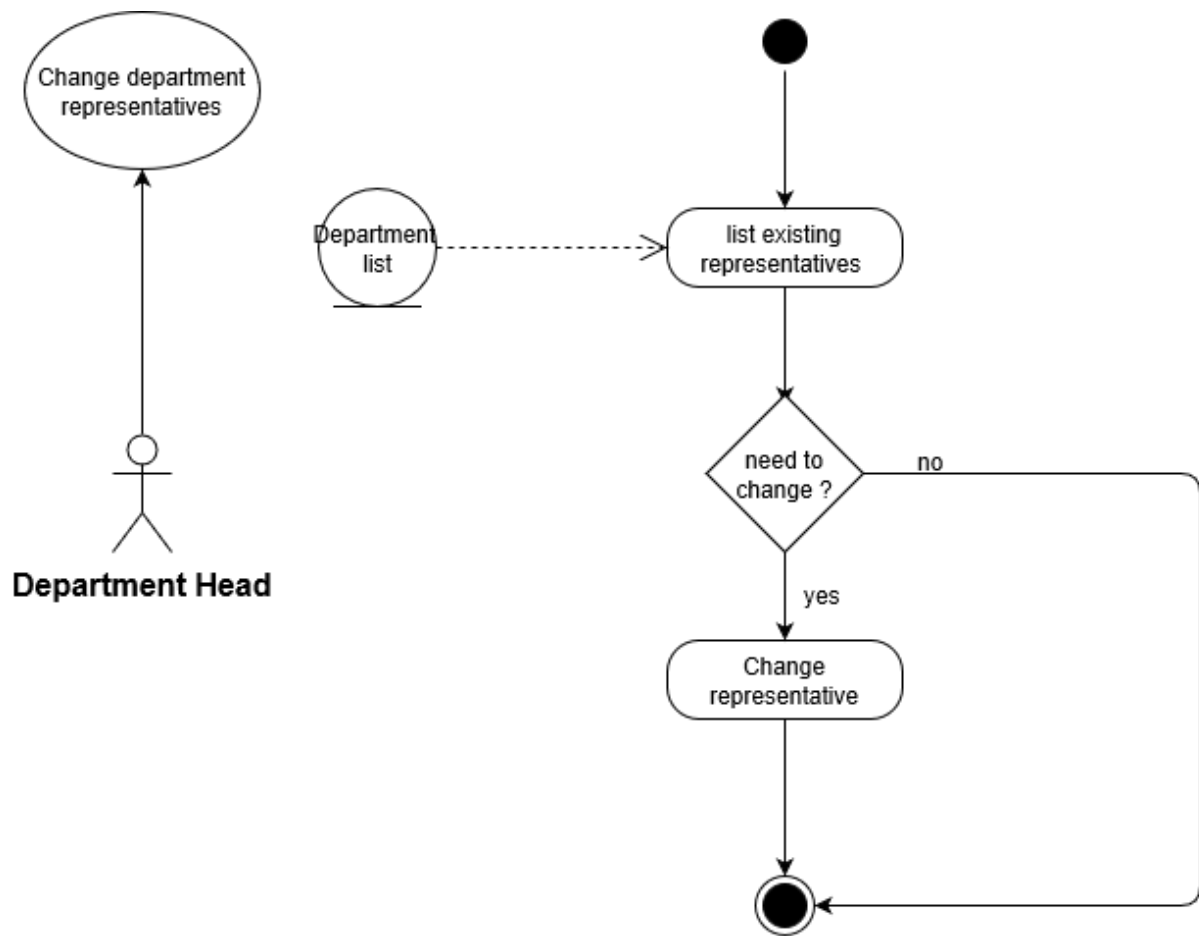 Change department
representatives
Department
list
list existing
representatives
need to
change ?
no
yes
Department Head
Change
representative